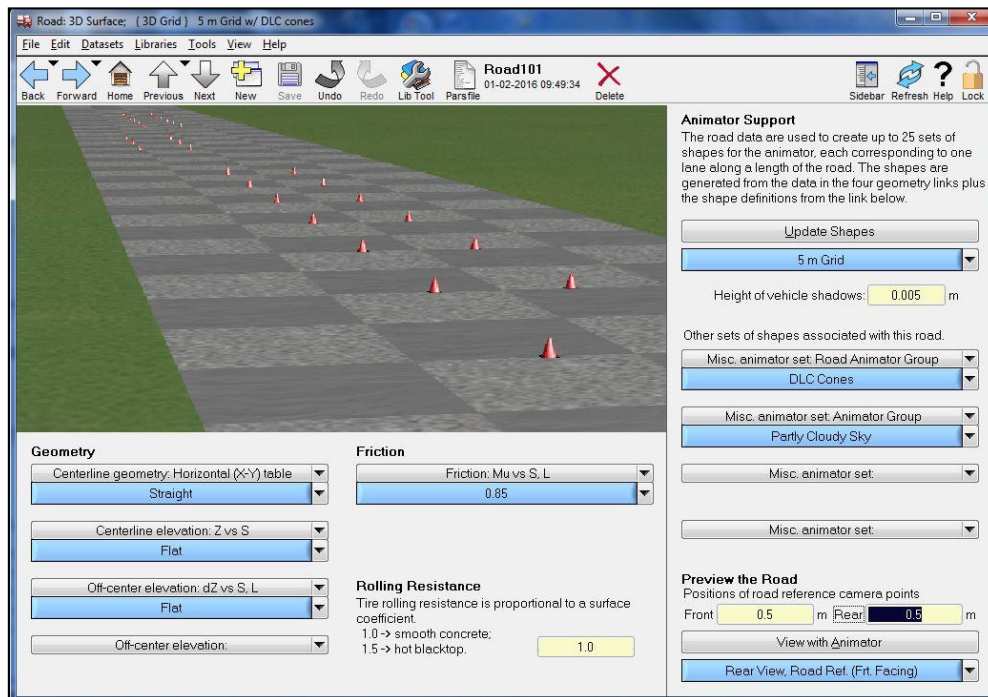 Road: 3D Surface; { 3D Grid } 5 m Grid w/ DLC cones
File Edit Datasets Libraries Tools View Help
Back Forward Home Previous Next New Save Undo Redo Lib Tool Parsfile
Road101
01-02-2016 09:49:34
Delete
Sidebar Refresh Help Lock
Animator Support
The road data are used to create up to 25 sets of
shapes for the animator, each corresponding to one
lane along a length of the road. The shapes are
generated from the data in the four geometry links plus
the shape definitions from the link below.
Update Shapes
5 m Grid
Height of vehicle shadows: 0.005 m
Other sets of shapes associated with this road.
Misc. animator set: Road Animator Group
DLC Cones
Misc. animator set: Animator Group
Partly Cloudy Sky
Misc. animator set:
Misc. animator set:
Preview the Road
Positions of road reference camera points
Front 0.5 m Rear 0.5 m
View with Animator
Rear View, Road Ref. (Frt. Facing)
Geometry
Centerline geometry: Horizontal (X-Y) table
Straight
Centerline elevation: Z vs S
Flat
Off-center elevation: dZ vs S, L
Flat
Off-center elevation:
Friction
Friction: Mu vs S, L
0.85
Rolling Resistance
Tire rolling resistance is proportional to a surface
coefficient.
1.0 -> smooth concrete;
1.5 -> hot blacktop.
1.0